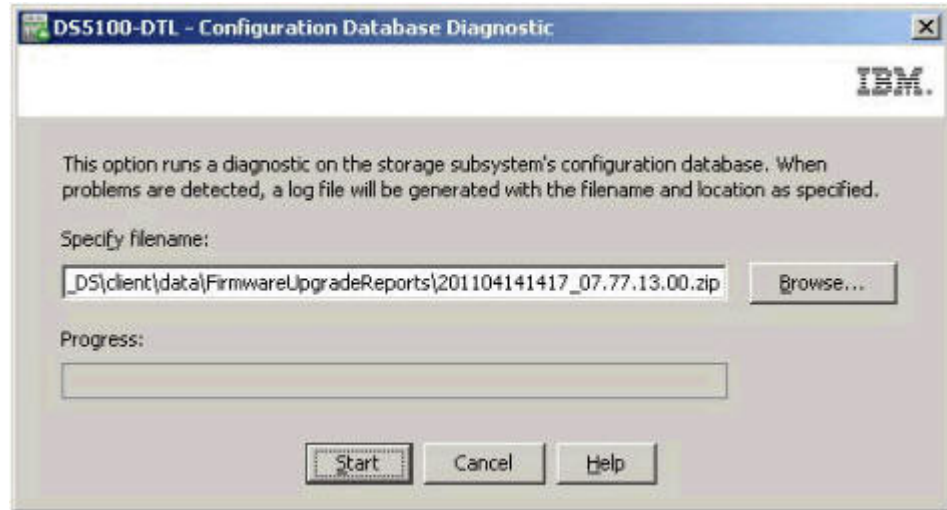 DS5100-DTL - Configuration Database Diagnostic
IBM.
This option runs a diagnostic on the storage subsystem's configuration database. When
problems are detected, a log file will be generated with the filename and location as specified.
Specify filename:
_DS\client\data\FirmwareUpgradeReports\201104141417_07.77.13.00.zip
Browse...
Progress:
Start
Cancel
Help